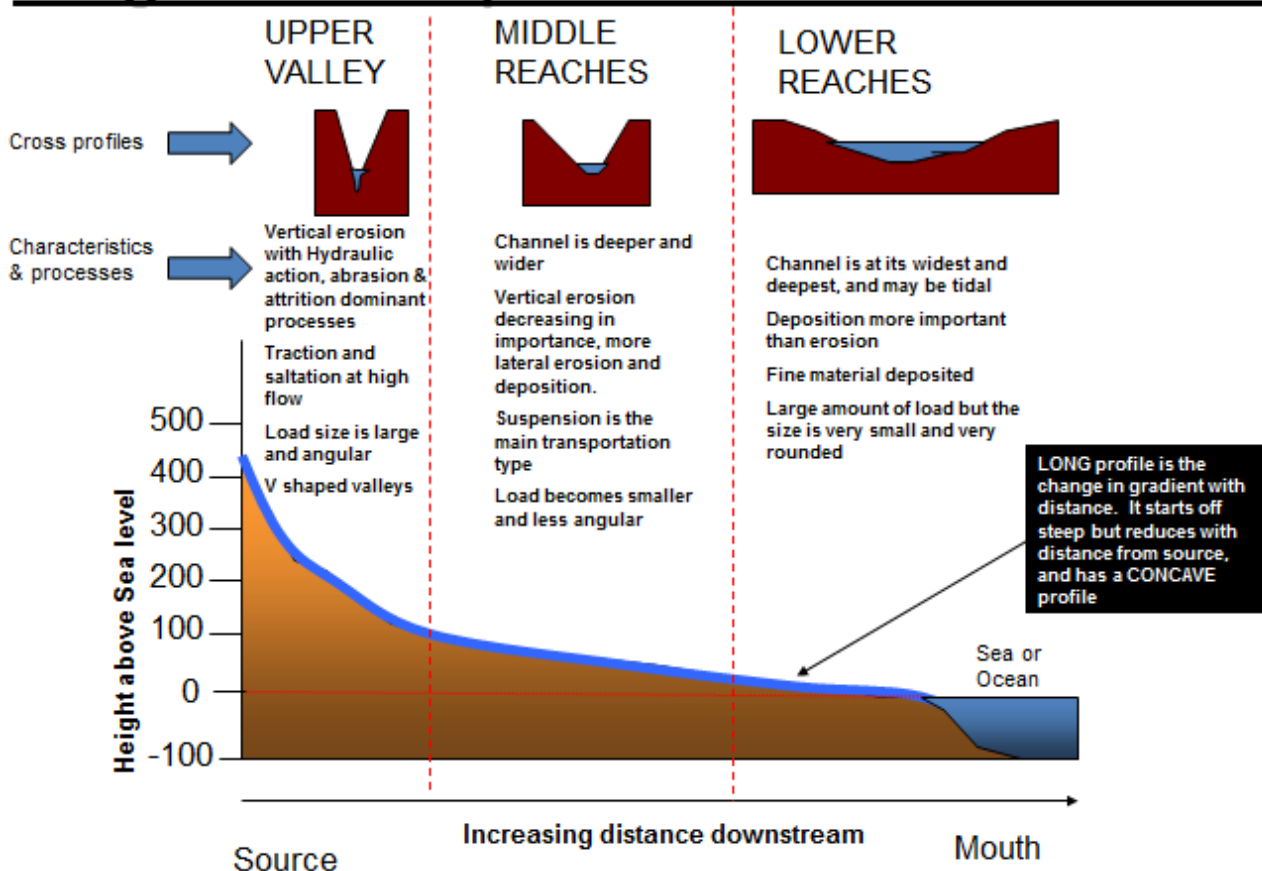 UPPER
VALLEY
MIDDLE
REACHES
LOWER
REACHES
Cross profiles
Characteristics
& processes
Vertical erosion
with Hydraulic
action, abrasion &
attrition dominant
processes
Traction and
saltation at high
flow
Load size is large
and angular
V shaped valleys
Channel is deeper and
wider
Vertical erosion
decreasing in
importance, more
lateral erosion and
deposition.
Suspension is the
main transportation
type
Load becomes smaller
and less angular
Channel is at its widest and
deepest, and may be tidal
Deposition more important
than erosion
Fine material deposited
Large amount of load but the
size is very small and very
rounded
LONG profile is the
change in gradient with
distance. It starts off
steep but reduces with
distance from source,
and has a CONCAVE
profile
Height above Sea level
500
400
300
200
100
0
-100
Sea or
Ocean
Increasing distance downstream
Source
Mouth